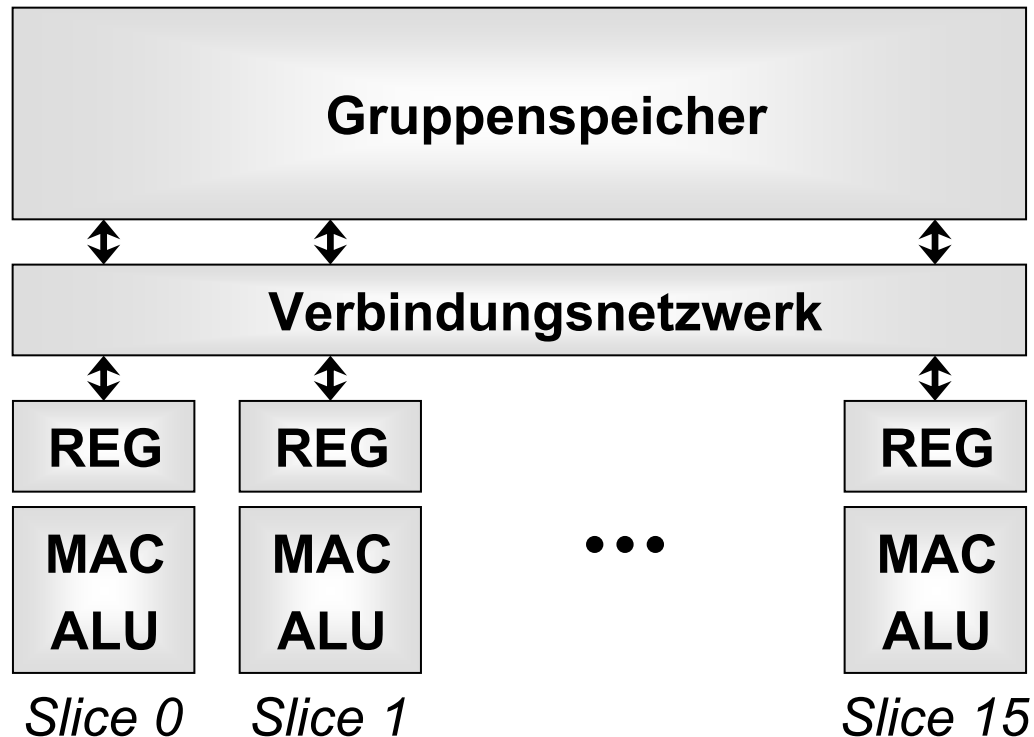 Gruppenspeicher
Verbindungsnetzwerk
REG REG REG
MAC MAC ••• MAC
ALU ALU ALU
Slice 0 Slice 1 Slice 15